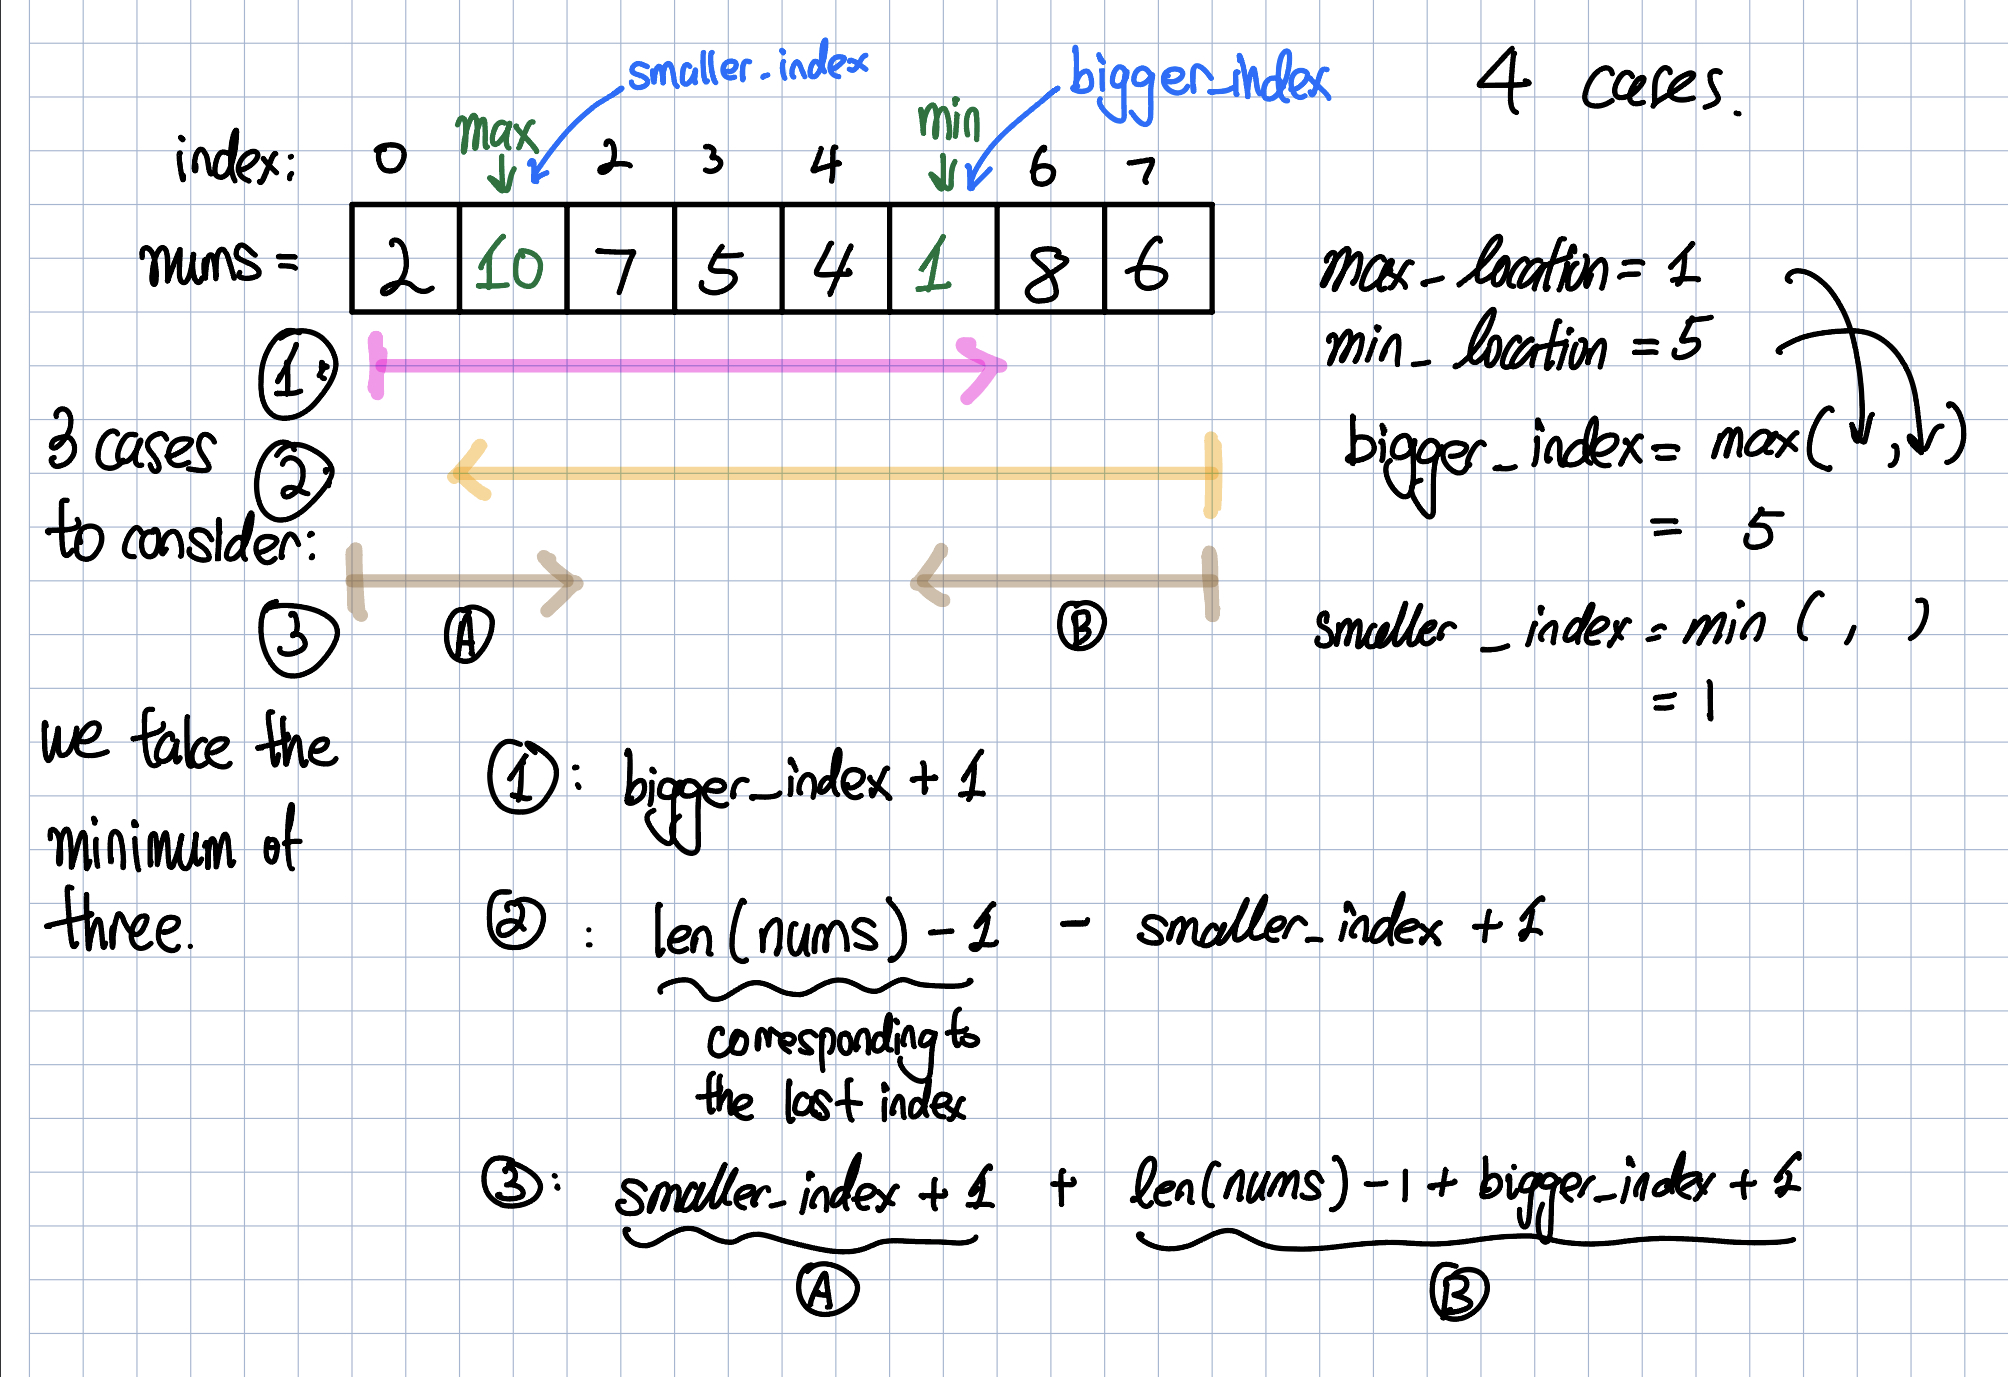 smaller_index
bigger_index
4 cases.
max
min
index: 0 2 3 4 6 7
nums = 2 10 7 5 4 1 8 6
max_location = 1
min_location = 5
bigger_index = max( , )
= 5
smaller_index = min ( , )
= 1
3 cases
to consider:
1
2
3
A
B
we take the
minimum of
three.
1: bigger_index + 1
2: len(nums) - 1 - smaller_index + 1
corresponding to
the last index
3: smaller_index + 1 + len(nums) - 1 + bigger_index + 1
A
B